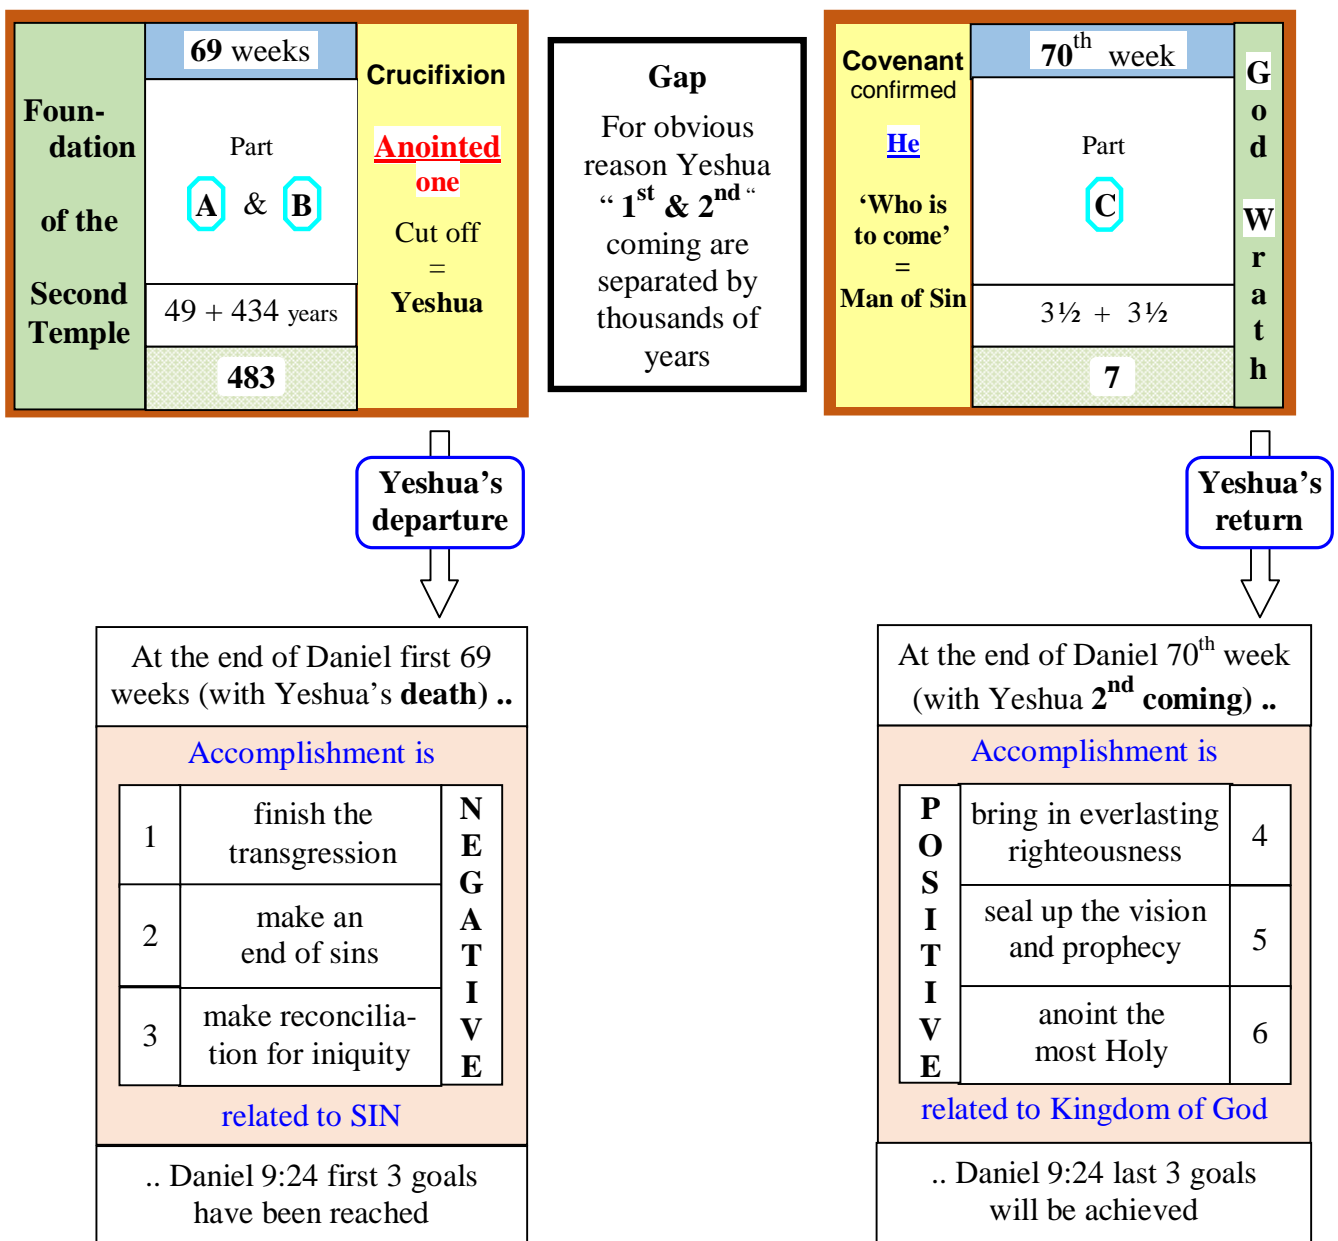 Foun-
dation
of the
Second
Temple
69 weeks
Part
A & B
49 + 434 years
483
Crucifixion
Anointed
one
Cut off
=
Yeshua
Gap
For obvious
reason Yeshua
“ 1st & 2nd “
coming are
separated by
thousands of
years
Covenant
confirmed
He
‘Who is
to come’
=
Man of Sin
70th week
Part
C
3½ + 3½
7
G
o
d
W
r
a
t
h
Yeshua’s
departure
Yeshua’s
return
At the end of Daniel first 69
weeks (with Yeshua’s death) ..
Accomplishment is
1
finish the
transgression
2
make an
end of sins
3
make reconcilia-
tion for iniquity
N
E
G
A
T
I
V
E
related to SIN
.. Daniel 9:24 first 3 goals
have been reached
At the end of Daniel 70th week
(with Yeshua 2nd coming) ..
Accomplishment is
P
O
S
I
T
I
V
E
bring in everlasting
righteousness
4
seal up the vision
and prophecy
5
anoint the
most Holy
6
related to Kingdom of God
.. Daniel 9:24 last 3 goals
will be achieved